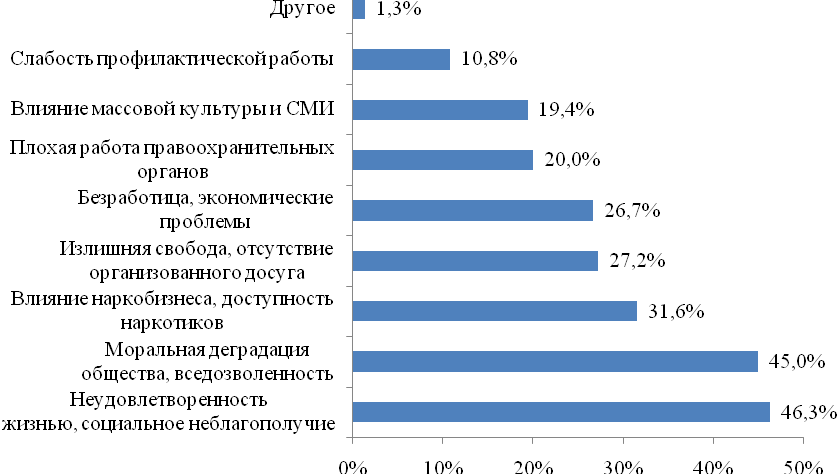 Другое
1,3%
Слабость профилактической работы
10,8%
Влияние массовой культуры и СМИ
19,4%
Плохая работа правоохранительных
органов
20,0%
Безработица, экономические
проблемы
26,7%
Излишняя свобода, отсутствие
организованного досуга
27,2%
Влияние наркобизнеса, доступность
наркотиков
31,6%
Моральная деградация
общества, вседозволенность
45,0%
Неудовлетворенность
жизнью, социальное неблагополучие
46,3%
0% 10% 20% 30% 40% 50%